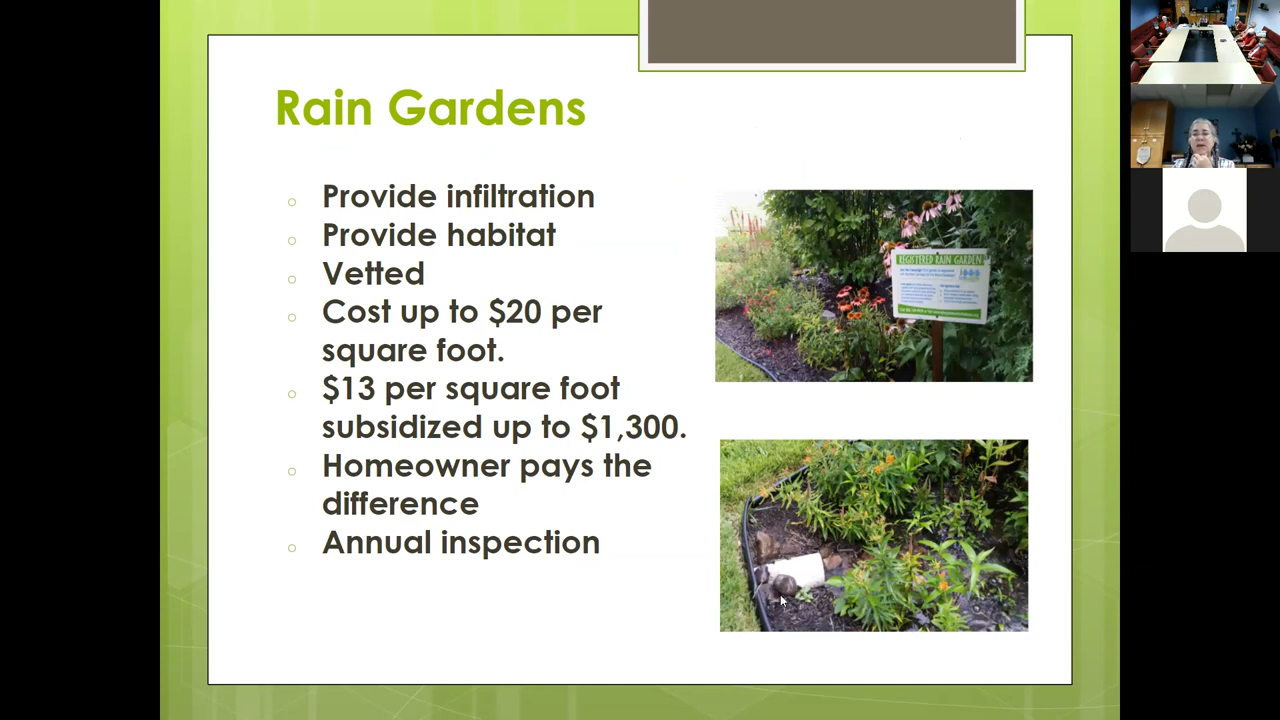 Rain Gardens
Provide infiltration
Provide habitat
Vetted
Cost up to $20 per
square foot.
$13 per square foot
subsidized up to $1,300.
Homeowner pays the
difference
Annual inspection
REGISTERED RAIN GARDEN